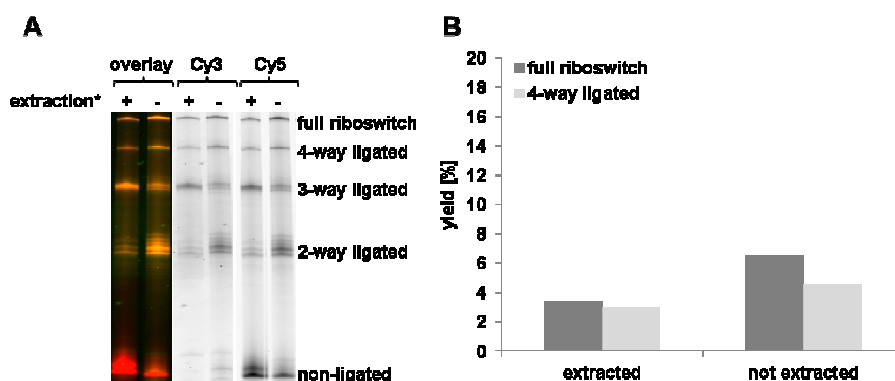 A
overlay Cy3 Cy5
extraction* + - + - + -
full riboswitch
4-way ligated
3-way ligated
2-way ligated
non-ligated
B
yield [%]
20
18
16
14
12
10
8
6
4
2
0
full riboswitch
4-way ligated
extracted not extracted